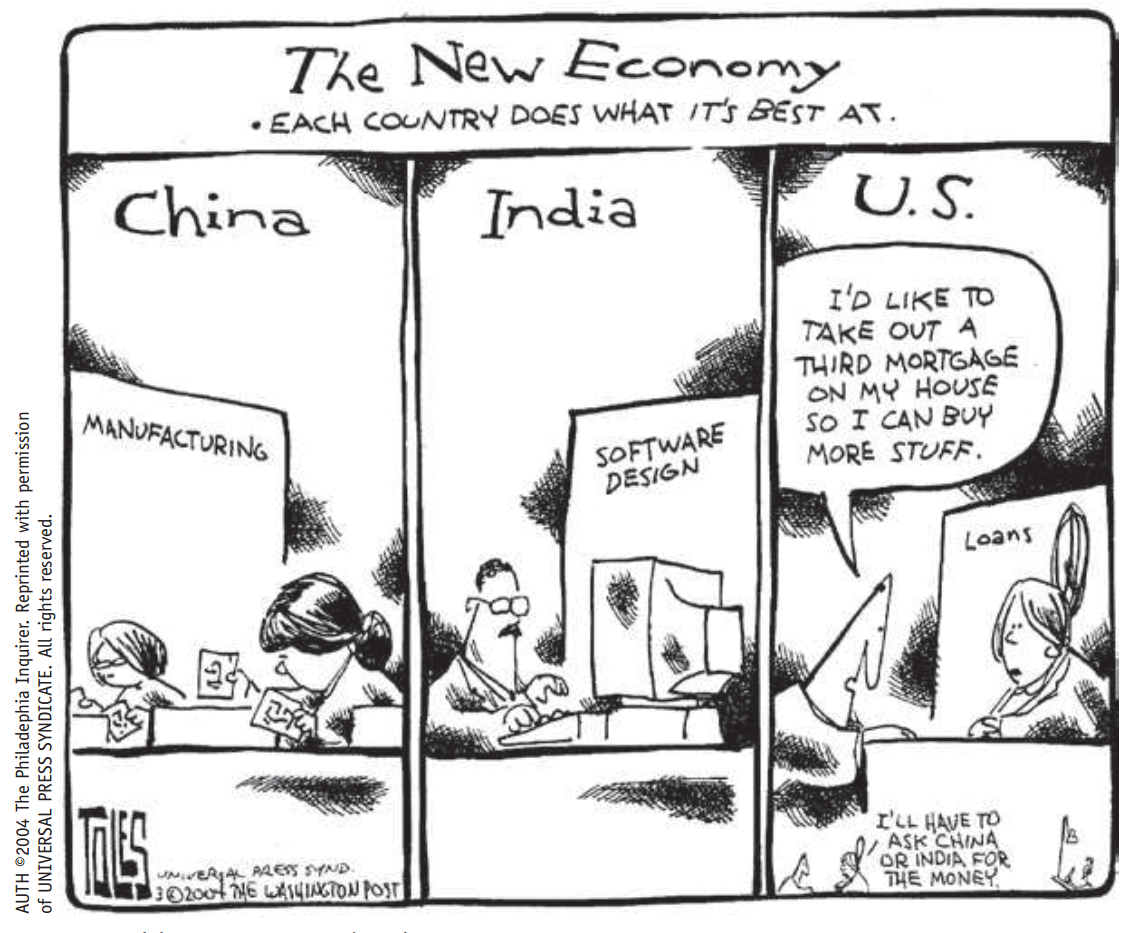 The New Economy
• EACH COUNTRY DOES WHAT IT'S BEST AT.
China
MANUFACTURING
India
SOFTWARE
DESIGN
U.S.
I'D LIKE TO
TAKE OUT A
THIRD MORTGAGE
ON MY HOUSE
SO I CAN BUY
MORE STUFF.
Loans
I'LL HAVE TO
ASK CHINA
OR INDIA FOR
THE MONEY.
TOLES
UNIVERSAL PRESS SYND.
©2004 THE WASHINGTON POST
AUTH ©2004 The Philadephia Inquirer. Reprinted with permission
of UNIVERSAL PRESS SYNDICATE. All rights reserved.